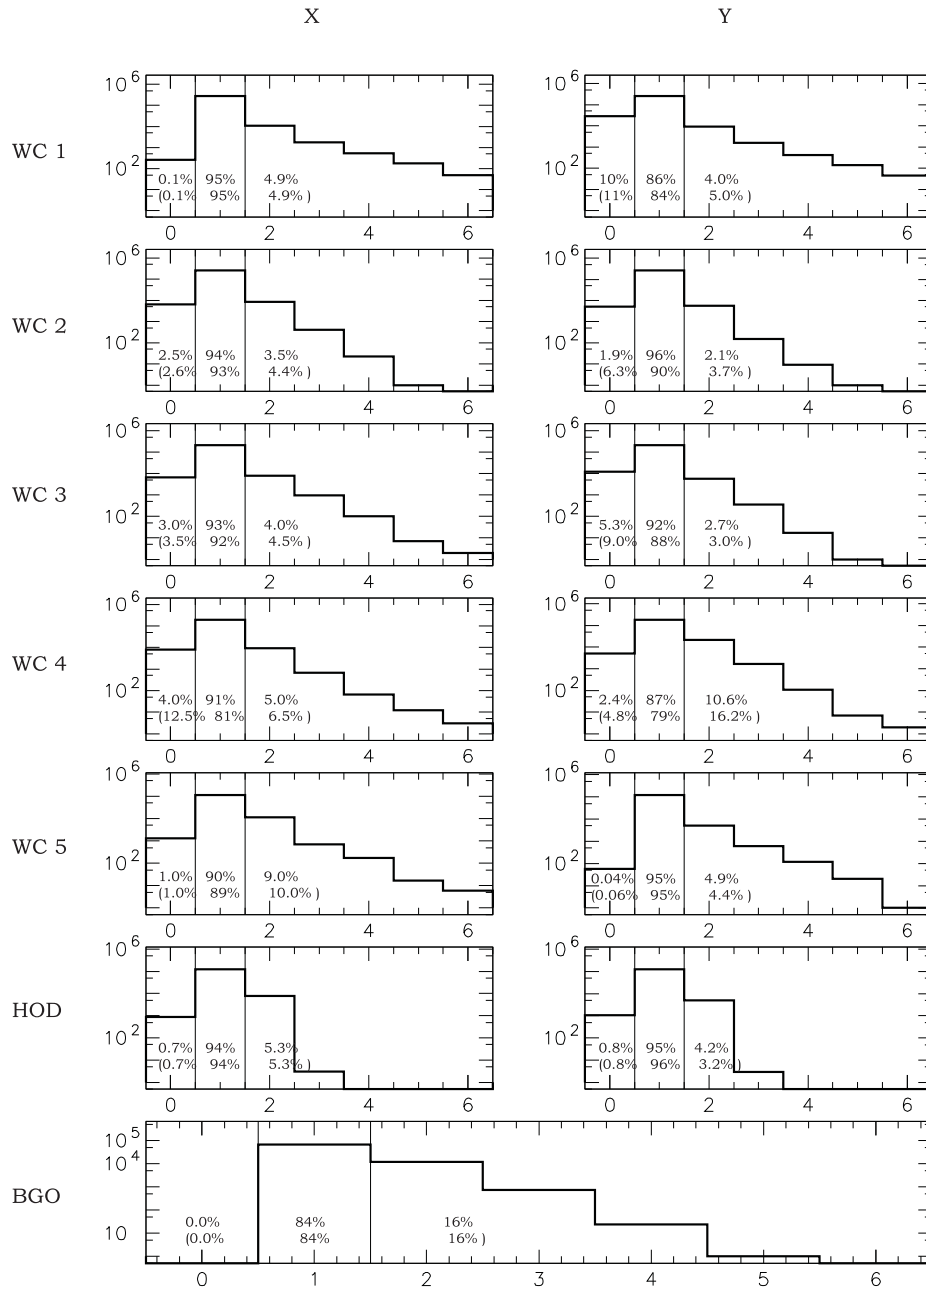 X Y
WC 1
10^6 10^6
10^2 10^2
0.1% 95% 4.9% 10% 86% 4.0%
(0.1% 95% 4.9% ) (11% 84% 5.0% )
0 2 4 6 0 2 4 6
WC 2
10^6 10^6
10^2 10^2
2.5% 94% 3.5% 1.9% 96% 2.1%
(2.6% 93% 4.4% ) (6.3% 90% 3.7% )
0 2 4 6 0 2 4 6
WC 3
10^6 10^6
10^2 10^2
3.0% 93% 4.0% 5.3% 92% 2.7%
(3.5% 92% 4.5% ) (9.0% 88% 3.0% )
0 2 4 6 0 2 4 6
WC 4
10^6 10^6
10^2 10^2
4.0% 91% 5.0% 2.4% 87% 10.6%
(12.5% 81% 6.5% ) (4.8% 79% 16.2% )
0 2 4 6 0 2 4 6
WC 5
10^6 10^6
10^2 10^2
1.0% 90% 9.0% 0.04% 95% 4.9%
(1.0% 89% 10.0% ) (0.06% 95% 4.4% )
0 2 4 6 0 2 4 6
HOD
10^6 10^6
10^2 10^2
0.7% 94% 5.3% 0.8% 95% 4.2%
(0.7% 94% 5.3% ) (0.8% 96% 3.2% )
0 2 4 6 0 2 4 6
BGO
10^5
10^4
10
0.0% 84% 16%
(0.0% 84% 16% )
0 1 2 3 4 5 6